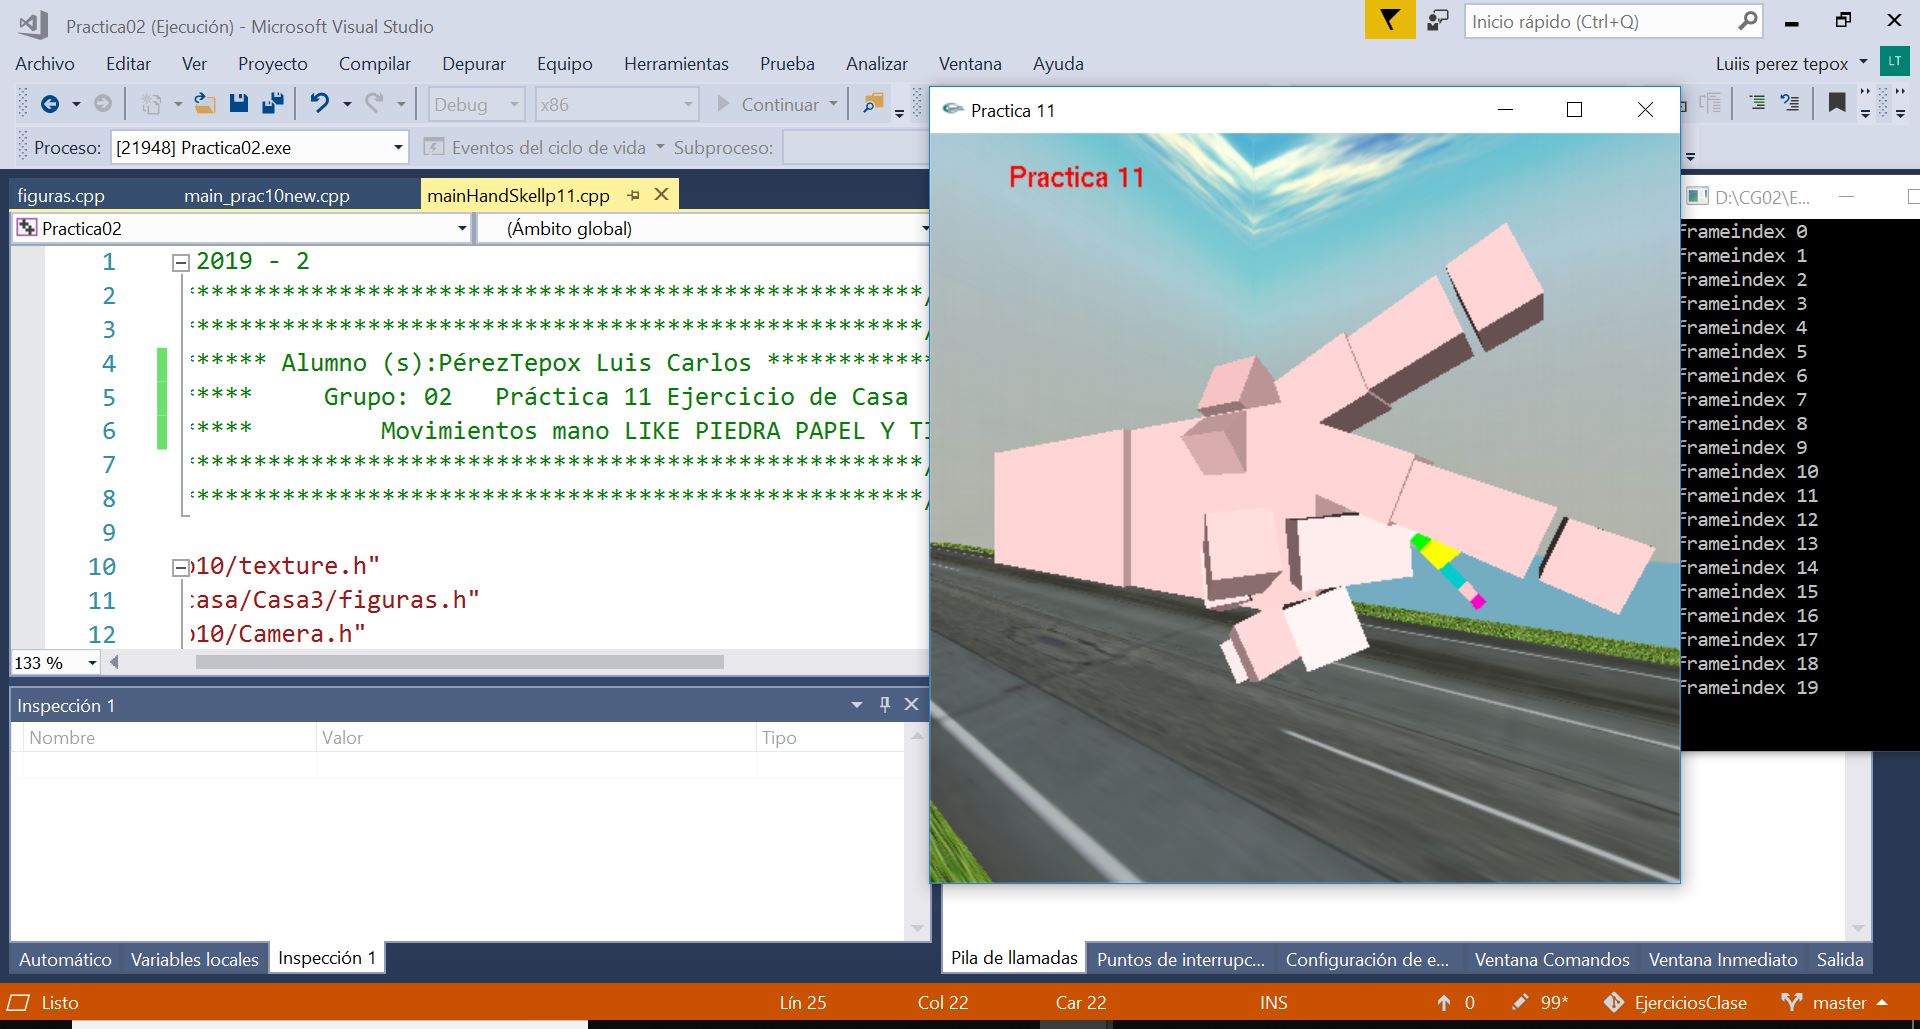 Practica02 (Ejecución) - Microsoft Visual Studio
Inicio rápido (Ctrl+Q)
Archivo Editar Ver Proyecto Compilar Depurar Equipo Herramientas Prueba Analizar Ventana Ayuda
Luiis perez tepox LT
Debug x86 Continuar
Proceso: [21948] Practica02.exe Eventos del ciclo de vida Subproceso:
figuras.cpp main_prac10new.cpp mainHandSkellp11.cpp
Practica02 (Ámbito global)
1 2019 - 2
2 ****************************************************/
3 ****************************************************/
4 ****** Alumno (s):PérezTepox Luis Carlos ************
5 ***** Grupo: 02 Práctica 11 Ejercicio de Casa
6 ***** Movimientos mano LIKE PIEDRA PAPEL Y TI
7 ****************************************************/
8 ****************************************************/
9
10 p10/texture.h"
11 casa/Casa3/figuras.h"
12 p10/Camera.h"
133 %
Inspección 1
Nombre Valor Tipo
Automático Variables locales Inspección 1
Practica 11
Practica 11
D:\CG02\E...
frameindex 0
frameindex 1
frameindex 2
frameindex 3
frameindex 4
frameindex 5
frameindex 6
frameindex 7
frameindex 8
frameindex 9
frameindex 10
frameindex 11
frameindex 12
frameindex 13
frameindex 14
frameindex 15
frameindex 16
frameindex 17
frameindex 18
frameindex 19
Pila de llamadas Puntos de interrupc... Configuración de e... Ventana Comandos Ventana Inmediato Salida
Listo Lín 25 Col 22 Car 22 INS 0 99* EjerciciosClase master